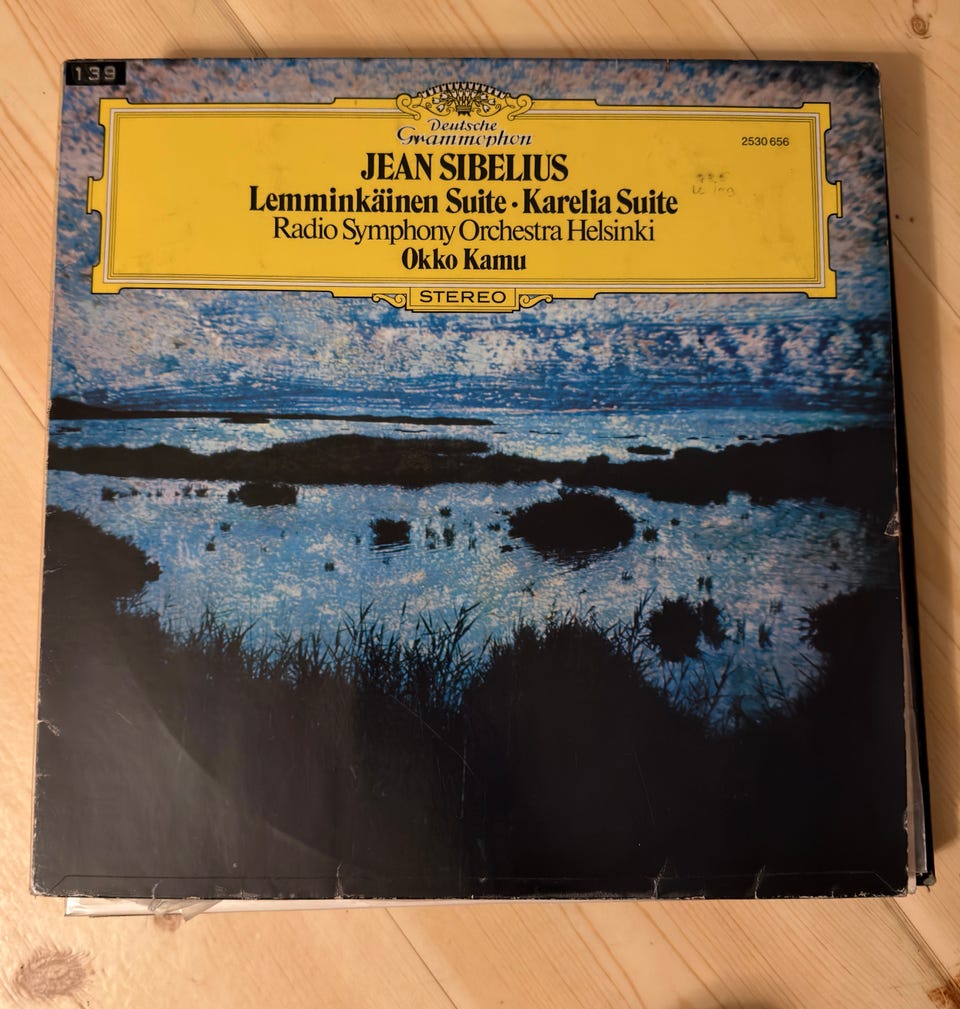 139
Deutsche
Grammophon
2530 656
JEAN SIBELIUS
Lemminkäinen Suite · Karelia Suite
Radio Symphony Orchestra Helsinki
Okko Kamu
STEREO